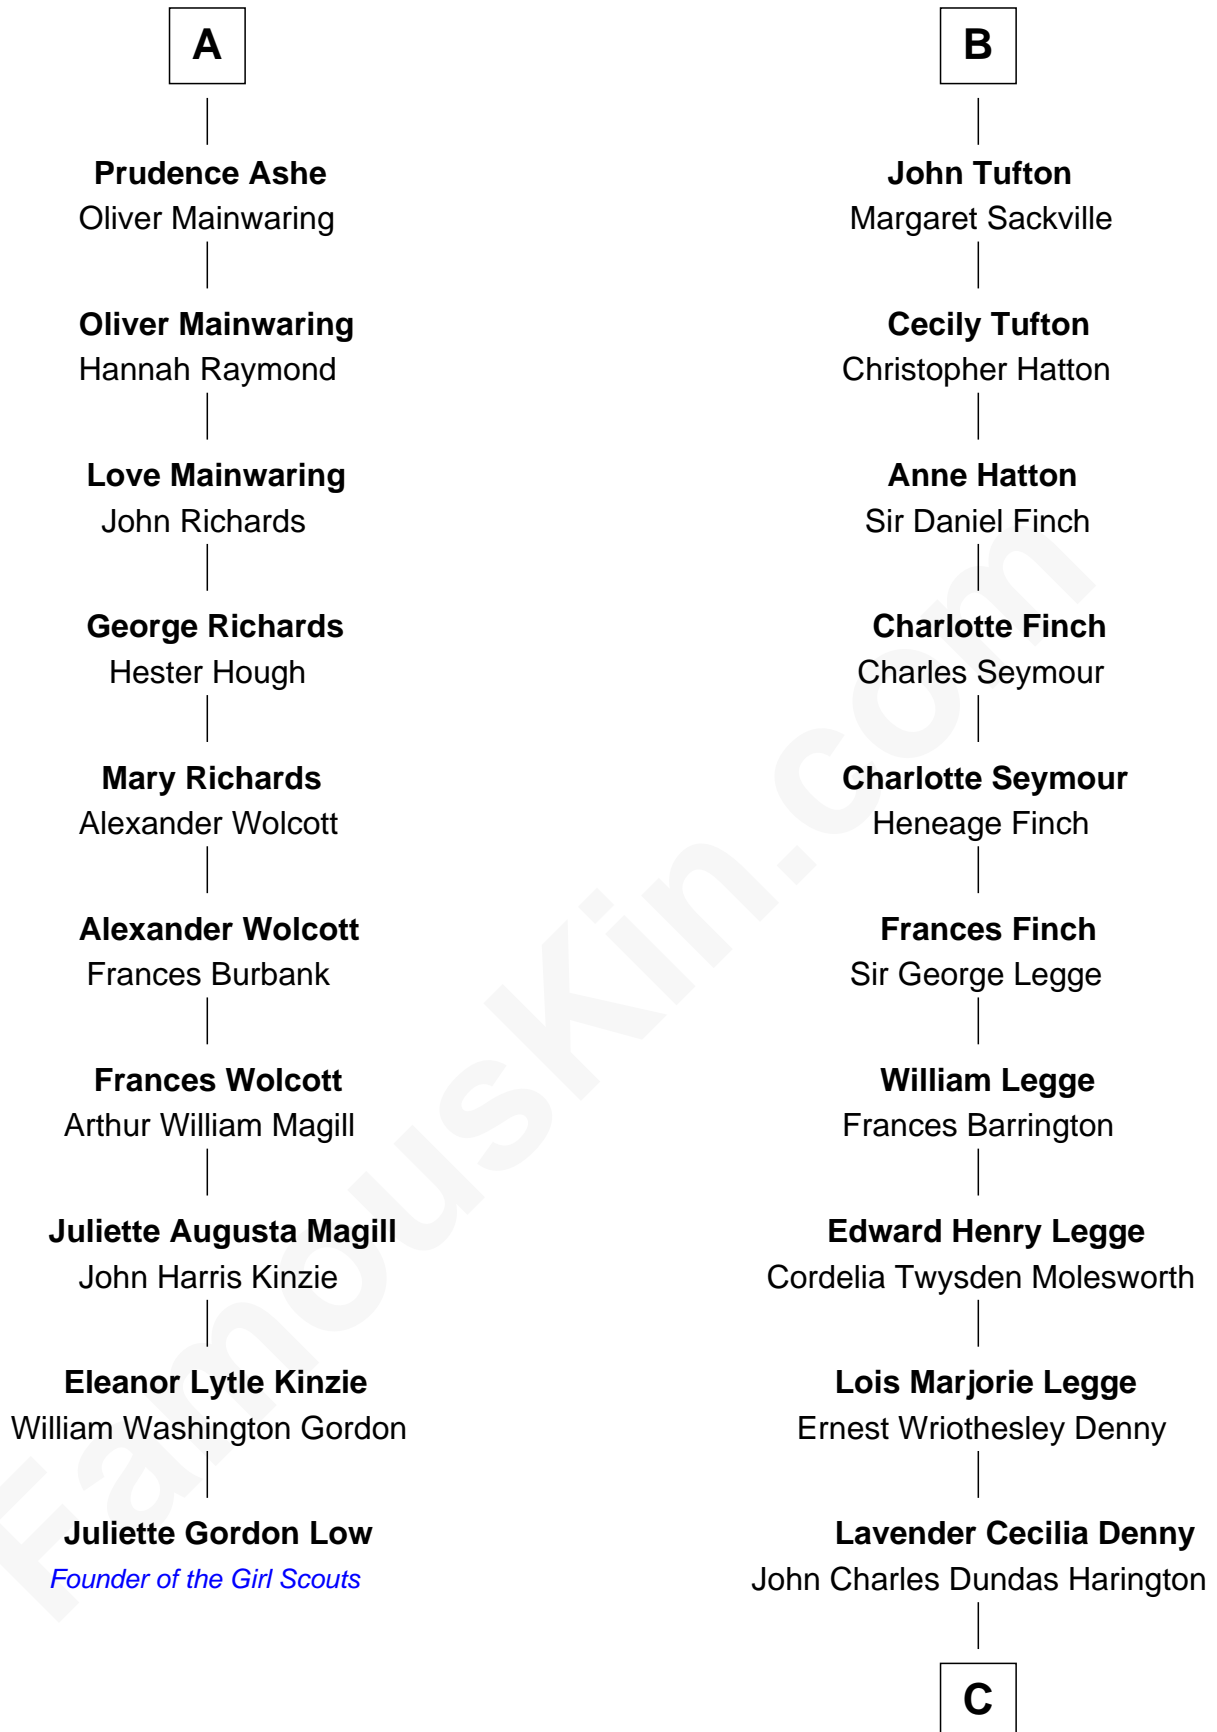 A
Prudence Ashe
Oliver Mainwaring
Oliver Mainwaring
Hannah Raymond
Love Mainwaring
John Richards
George Richards
Hester Hough
Mary Richards
Alexander Wolcott
Alexander Wolcott
Frances Burbank
Frances Wolcott
Arthur William Magill
Juliette Augusta Magill
John Harris Kinzie
Eleanor Lytle Kinzie
William Washington Gordon
Juliette Gordon Low
Founder of the Girl Scouts
B
John Tufton
Margaret Sackville
Cecily Tufton
Christopher Hatton
Anne Hatton
Sir Daniel Finch
Charlotte Finch
Charles Seymour
Charlotte Seymour
Heneage Finch
Frances Finch
Sir George Legge
William Legge
Frances Barrington
Edward Henry Legge
Cordelia Twysden Molesworth
Lois Marjorie Legge
Ernest Wriothesley Denny
Lavender Cecilia Denny
John Charles Dundas Harington
C
FamousKin.com